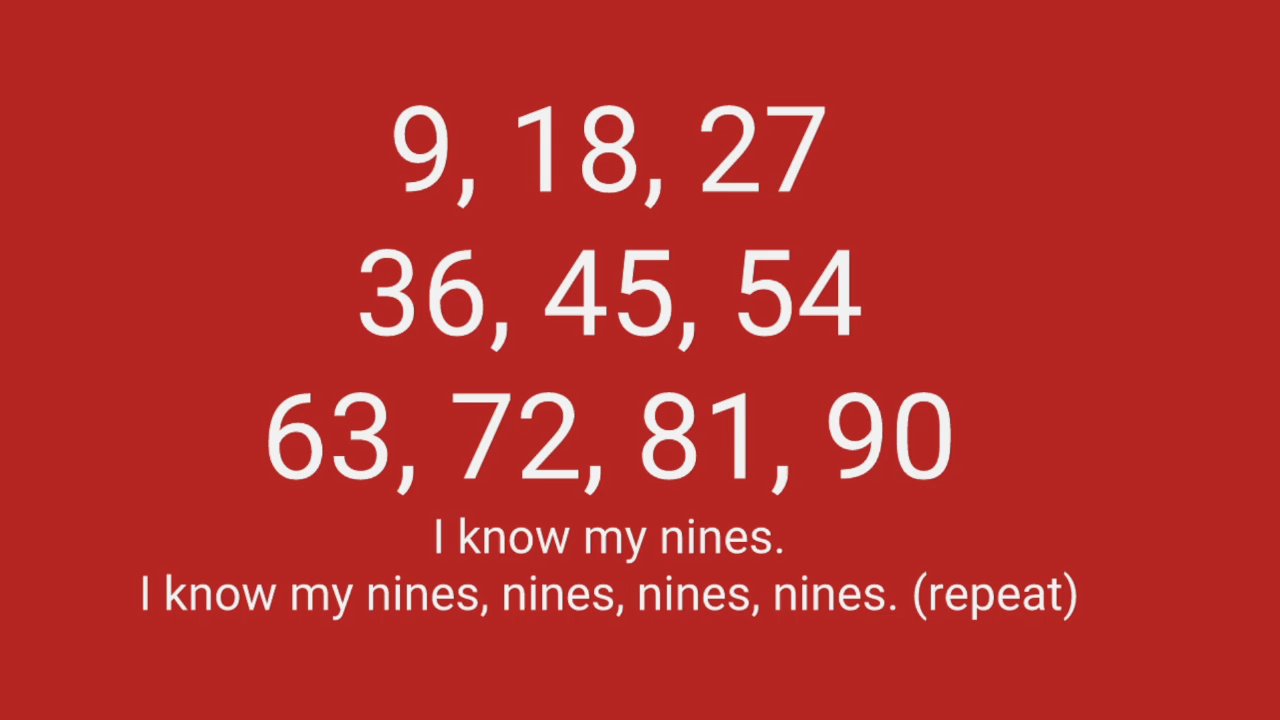 9, 18, 27
36, 45, 54
63, 72, 81, 90
I know my nines.
I know my nines, nines, nines, nines. (repeat)